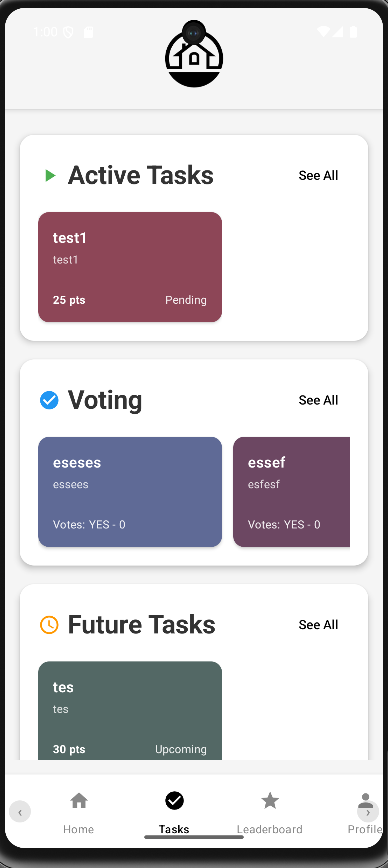 1:00
Active Tasks
See All
test1
test1
25 pts
Pending
Voting
See All
eseses
essees
Votes: YES - 0
essef
esfesf
Votes: YES - 0
Future Tasks
See All
tes
tes
30 pts
Upcoming
Home
Tasks
Leaderboard
Profile